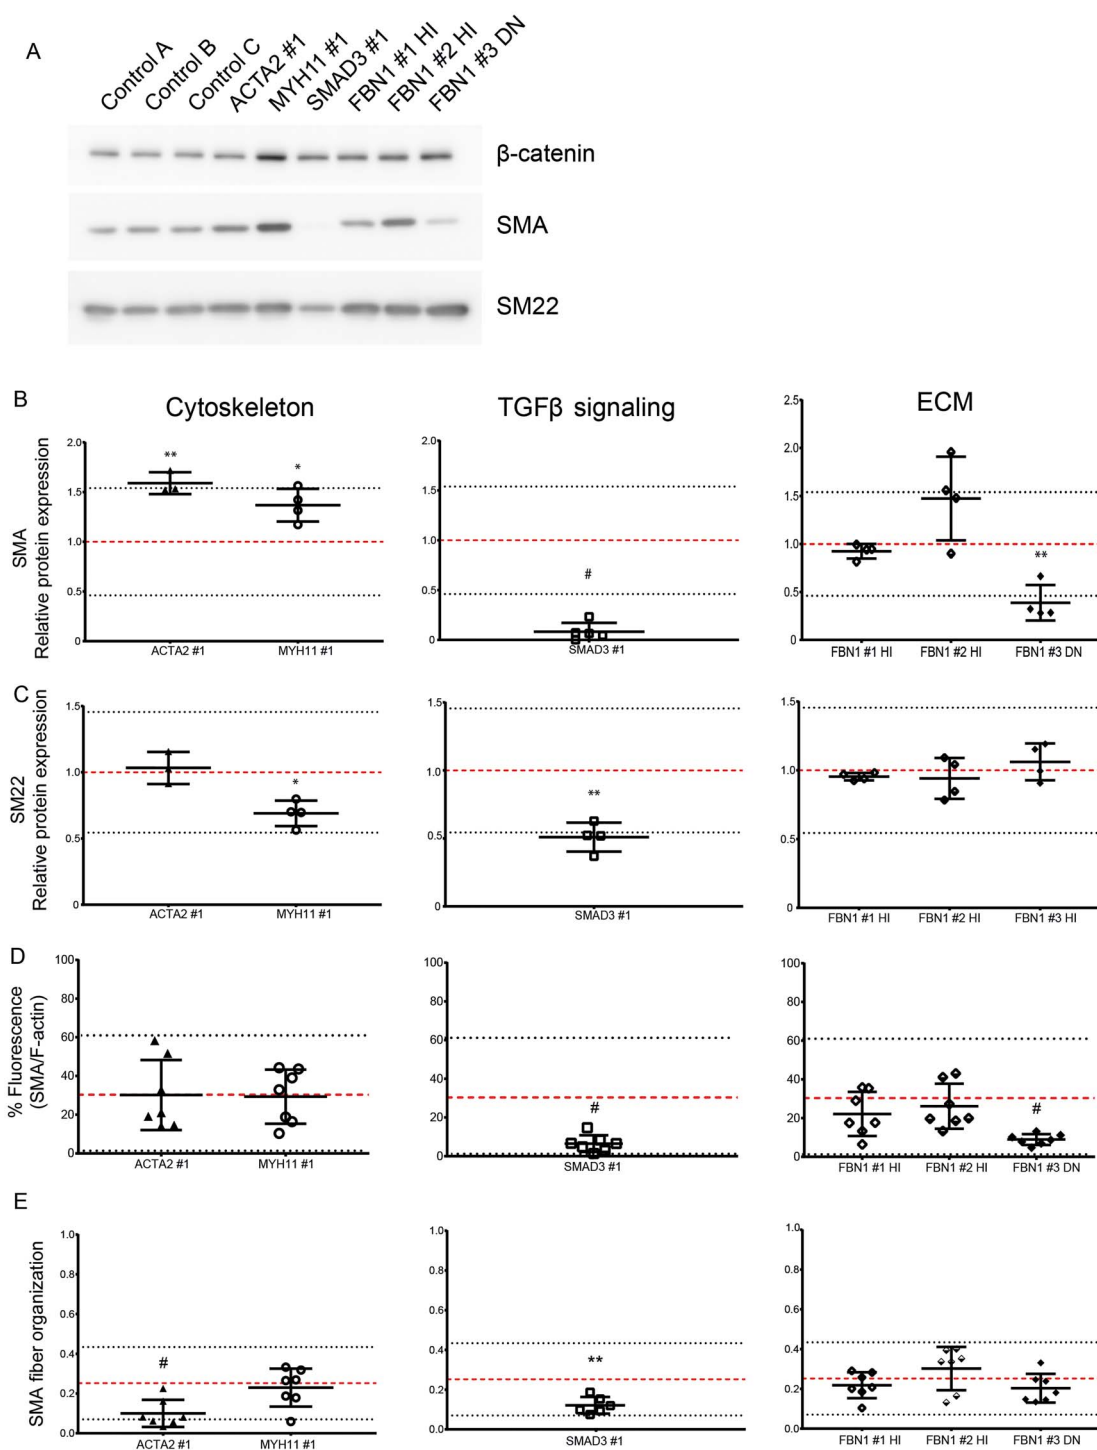 A
Control A
Control B
Control C
ACTA2 #1
MYH11 #1
SMAD3 #1
FBN1 #1 HI
FBN1 #2 HI
FBN1 #3 DN
β-catenin
SMA
SM22
B
Cytoskeleton
TGFβ signaling
ECM
SMA
Relative protein expression
2.0
1.5
1.0
0.5
0
**
*
ACTA2 #1
MYH11 #1
2.0
1.5
1.0
0.5
0
#
SMAD3 #1
2.5
2.0
1.5
1.0
0.5
0
**
FBN1 #1 HI
FBN1 #2 HI
FBN1 #3 DN
C
SM22
Relative protein expression
1.5
1.0
0.5
0
*
ACTA2 #1
MYH11 #1
1.5
1.0
0.5
0
**
SMAD3 #1
1.5
1.0
0.5
0
FBN1 #1 HI
FBN1 #2 HI
FBN1 #3 HI
D
% Fluorescence
(SMA/F-actin)
100
80
60
40
20
0
ACTA2 #1
MYH11 #1
100
80
60
40
20
0
#
SMAD3 #1
100
80
60
40
20
0
#
FBN1 #1 HI
FBN1 #2 HI
FBN1 #3 DN
E
SMA fiber organization
1.0
0.8
0.6
0.4
0.2
0.0
#
ACTA2 #1
MYH11 #1
1.0
0.8
0.6
0.4
0.2
0.0
**
SMAD3 #1
1.0
0.8
0.6
0.4
0.2
0.0
FBN1 #1 HI
FBN1 #2 HI
FBN1 #3 DN